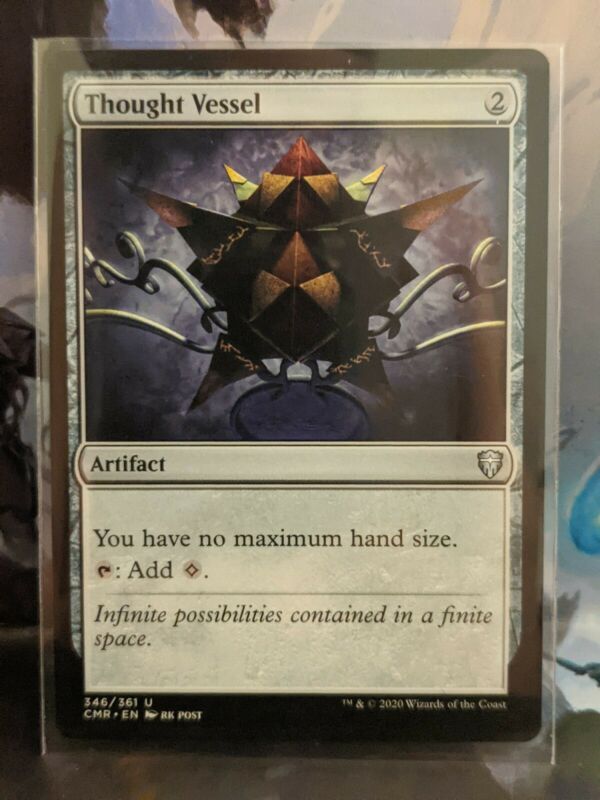 Thought Vessel 2
Artifact
You have no maximum hand size.
: Add .
Infinite possibilities contained in a finite
space.
346/361 U
CMR • EN RK POST
™ & © 2020 Wizards of the Coast